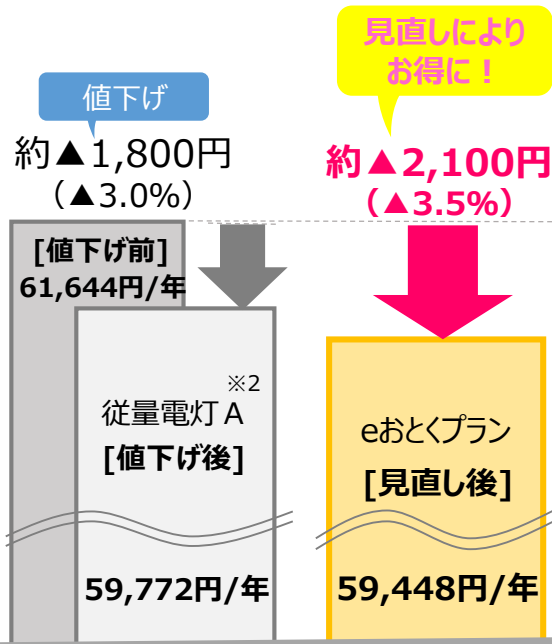 見直しにより
お得に！
値下げ
約▲1,800円
（▲3.0%）
約▲2,100円
（▲3.5%）
[値下げ前]
61,644円/年
※2
従量電灯A
[値下げ後]
59,772円/年
eおとくプラン
[見直し後]
59,448円/年